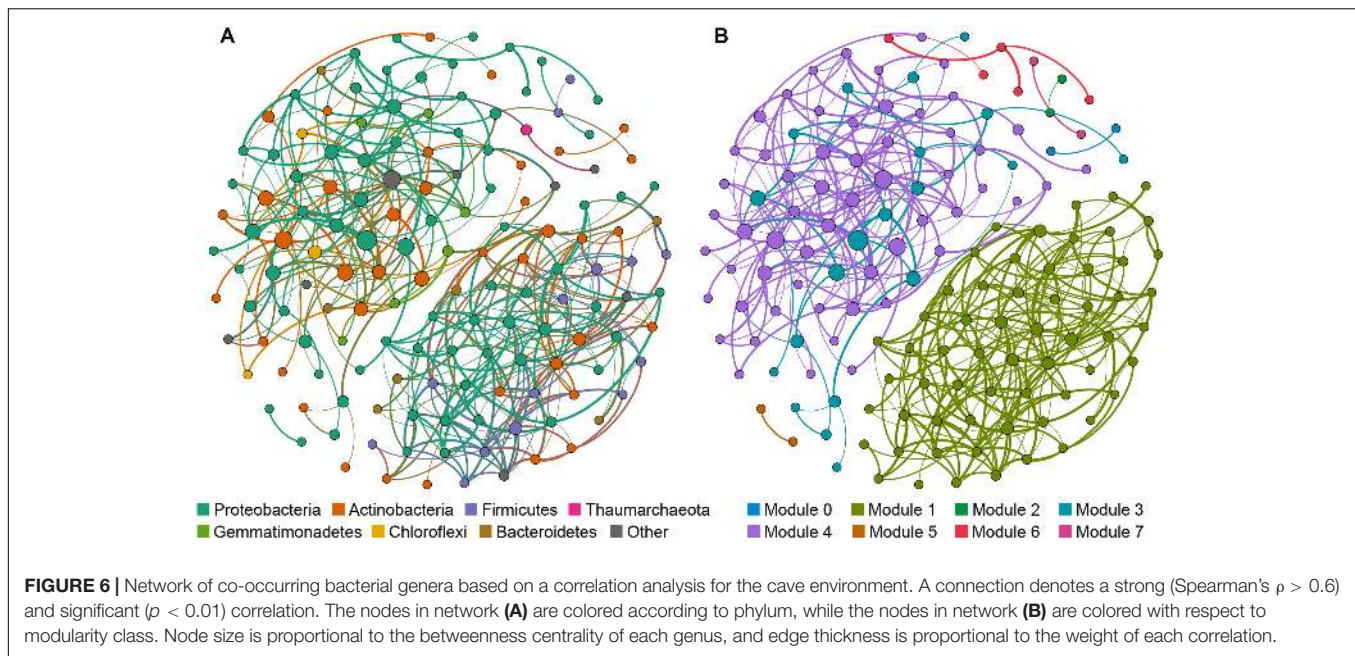 A
B
Proteobacteria Actinobacteria Firmicutes Thaumarchaeota
Gemmatimonadetes Chloroflexi Bacteroidetes Other
Module 0 Module 1 Module 2 Module 3
Module 4 Module 5 Module 6 Module 7
FIGURE 6 | Network of co-occurring bacterial genera based on a correlation analysis for the cave environment. A connection denotes a strong (Spearman's ρ > 0.6)
and significant (p < 0.01) correlation. The nodes in network (A) are colored according to phylum, while the nodes in network (B) are colored with respect to
modularity class. Node size is proportional to the betweenness centrality of each genus, and edge thickness is proportional to the weight of each correlation.